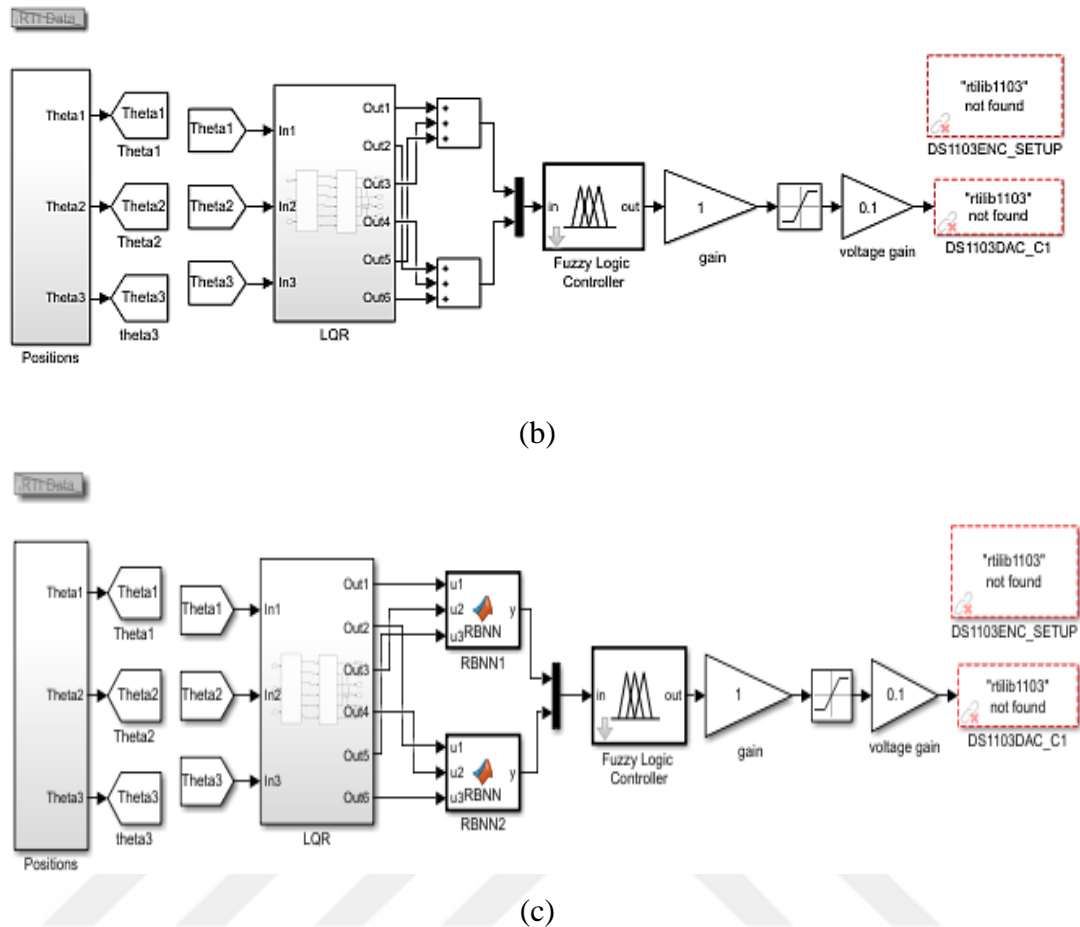 RTI Data
Theta1
Theta2
Theta3
Positions
Theta1
Theta1
Theta2
Theta2
Theta3
theta3
Theta1
Theta2
Theta3
In1
In2
In3
Out1
Out2
Out3
Out4
Out5
Out6
LQR
+
+
+
+
+
+
in
out
Fuzzy Logic
Controller
1
gain
0.1
voltage gain
"rtilib1103"
not found
DS1103ENC_SETUP
"rtilib1103"
not found
DS1103DAC_C1
(b)
RTI Data
Theta1
Theta2
Theta3
Positions
Theta1
Theta1
Theta2
Theta2
Theta3
theta3
Theta1
Theta2
Theta3
In1
In2
In3
Out1
Out2
Out3
Out4
Out5
Out6
LQR
u1
u2
u3
RBNN
y
RBNN1
u1
u2
u3
RBNN
y
RBNN2
in
out
Fuzzy Logic
Controller
1
gain
0.1
voltage gain
"rtilib1103"
not found
DS1103ENC_SETUP
"rtilib1103"
not found
DS1103DAC_C1
(c)